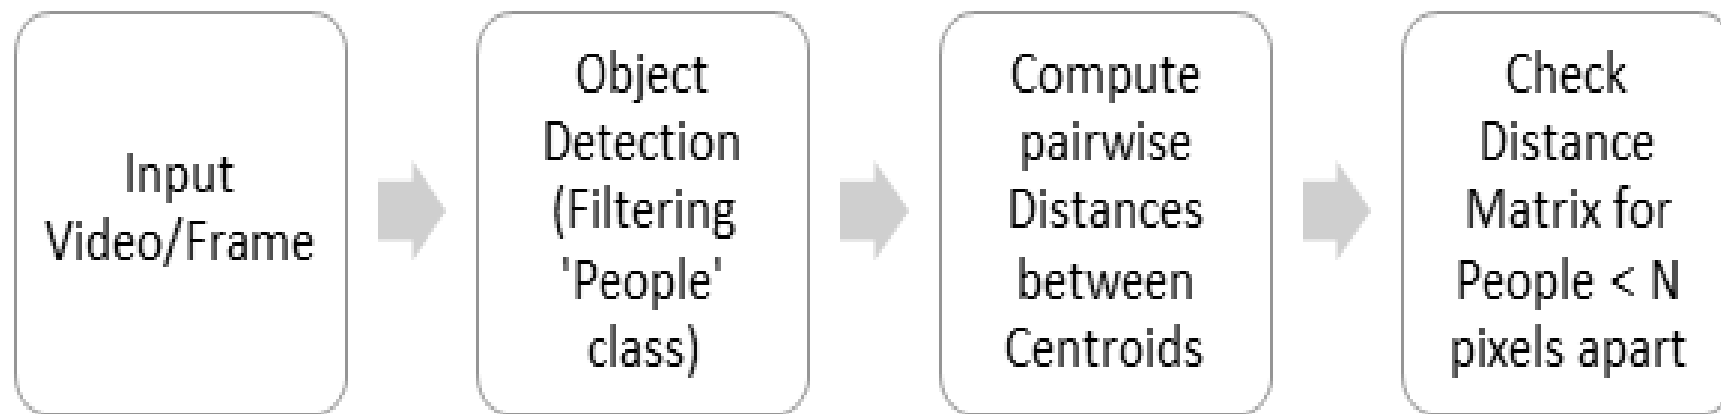 Input
Video/Frame
Object
Detection
(Filtering
'People'
class)
Compute
pairwise
Distances
between
Centroids
Check
Distance
Matrix for
People < N
pixels apart